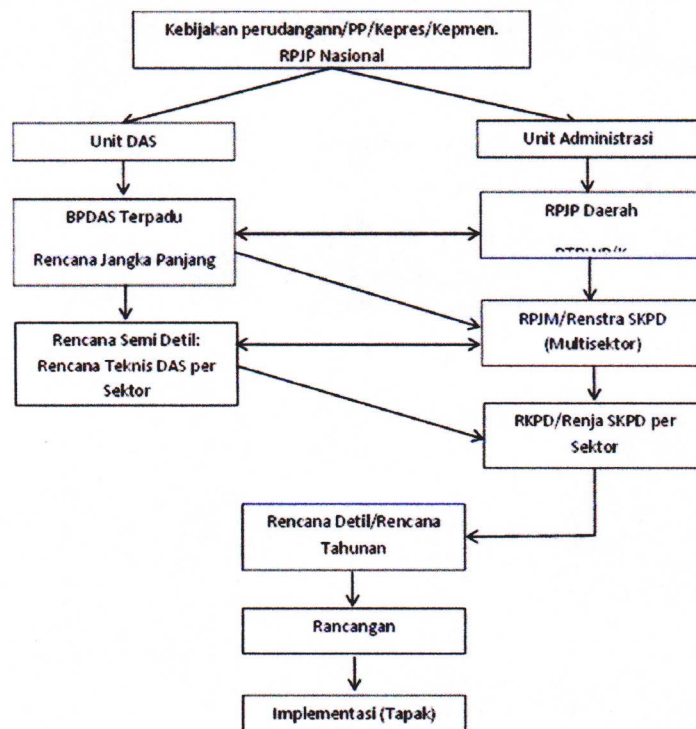 Kebijakan perudangann/PP/Kepres/Kepmen.
RPJP Nasional
Unit DAS
Unit Administrasi
BPDAS Terpadu
Rencana Jangka Panjang
RPJP Daerah
Rencana Semi Detil:
Rencana Teknis DAS per
Sektor
RPJM/Renstra SKPD
(Multisektor)
RKPD/Renja SKPD per
Sektor
Rencana Detil/Rencana
Tahunan
Rancangan
Implementasi (Tapak)